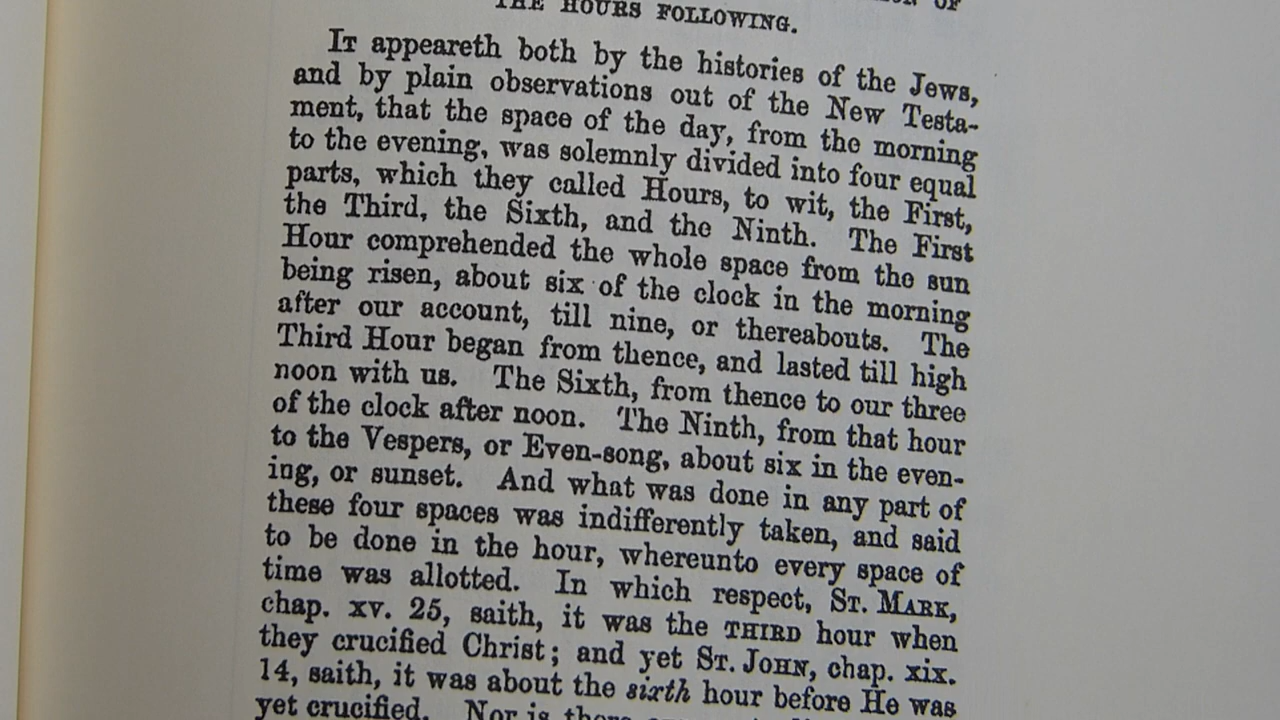 OF
THE HOURS FOLLOWING.
IT appeareth both by the histories of the Jews,
and by plain observations out of the New Testa-
ment, that the space of the day, from the morning
to the evening, was solemnly divided into four equal
parts, which they called Hours, to wit, the First,
the Third, the Sixth, and the Ninth. The First
Hour comprehended the whole space from the sun
being risen, about six of the clock in the morning
after our account, till nine, or thereabouts. The
Third Hour began from thence, and lasted till high
noon with us. The Sixth, from thence to our three
of the clock after noon. The Ninth, from that hour
to the Vespers, or Even-song, about six in the even-
ing, or sunset. And what was done in any part of
these four spaces was indifferently taken, and said
to be done in the hour, whereunto every space of
time was allotted. In which respect, ST. MARK,
chap. xv. 25, saith, it was the THIRD hour when
they crucified Christ; and yet ST. JOHN, chap. xix.
14, saith, it was about the sixth hour before He was
yet crucified. Nor is there